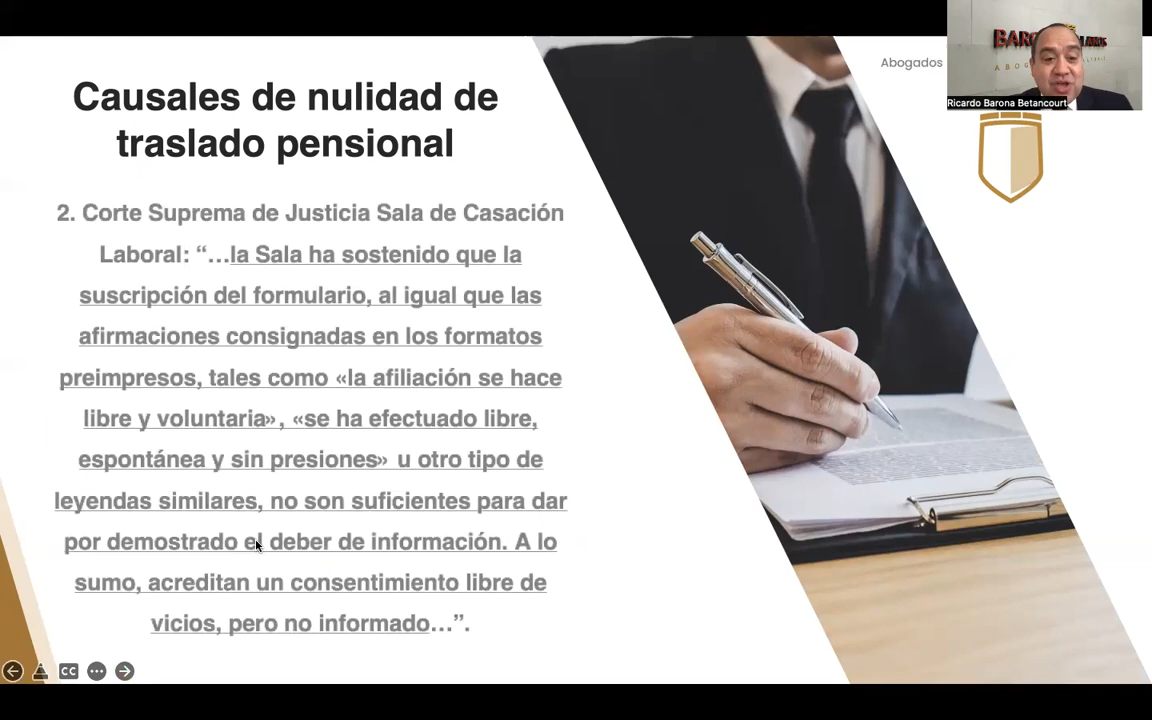 Causales de nulidad de
traslado pensional
2. Corte Suprema de Justicia Sala de Casación
Laboral: “…la Sala ha sostenido que la
suscripción del formulario, al igual que las
afirmaciones consignadas en los formatos
preimpresos, tales como «la afiliación se hace
libre y voluntaria», «se ha efectuado libre,
espontánea y sin presiones» u otro tipo de
leyendas similares, no son suficientes para dar
por demostrado el deber de información. A lo
sumo, acreditan un consentimiento libre de
vicios, pero no informado…”.
Abogados
Ricardo Barona Betancourt
CC